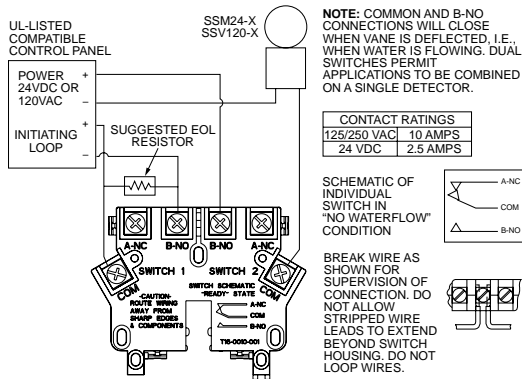 UL-LISTED
COMPATIBLE
CONTROL PANEL
SSM24-X
SSV120-X
POWER
24VDC OR
120VAC
+
–
INITIATING
LOOP
+
–
SUGGESTED EOL
RESISTOR
A-NC
B-NO
B-NO
A-NC
COM
SWITCH 1
SWITCH 2
COM
-CAUTION-
ROUTE WIRING
AWAY FROM
SHARP EDGES
& COMPONENTS
SWITCH SCHEMATIC
"READY" STATE
A-NC
COM
B-NO
T16-0010-001
NOTE: COMMON AND B-NO
CONNECTIONS WILL CLOSE
WHEN VANE IS DEFLECTED, I.E.,
WHEN WATER IS FLOWING. DUAL
SWITCHES PERMIT
APPLICATIONS TO BE COMBINED
ON A SINGLE DETECTOR.
CONTACT RATINGS
125/250 VAC 10 AMPS
24 VDC 2.5 AMPS
SCHEMATIC OF
INDIVIDUAL
SWITCH IN
“NO WATERFLOW”
CONDITION
A-NC
COM
B-NO
BREAK WIRE AS
SHOWN FOR
SUPERVISION OF
CONNECTION. DO
NOT ALLOW
STRIPPED WIRE
LEADS TO EXTEND
BEYOND SWITCH
HOUSING. DO NOT
LOOP WIRES.